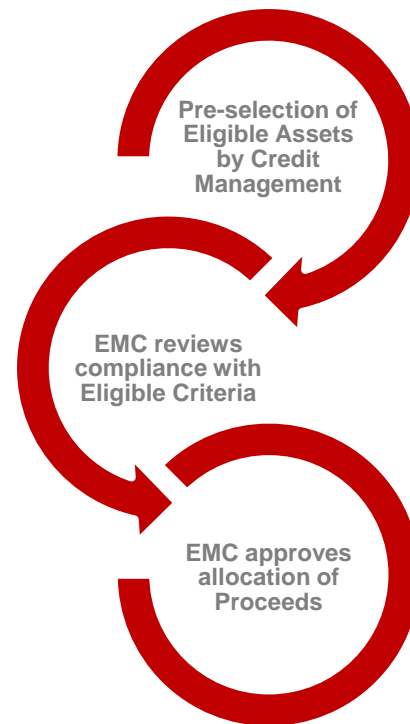 Pre-selection of
Eligible Assets
by Credit
Management
EMC reviews
compliance with
Eligible Criteria
EMC approves
allocation of
Proceeds